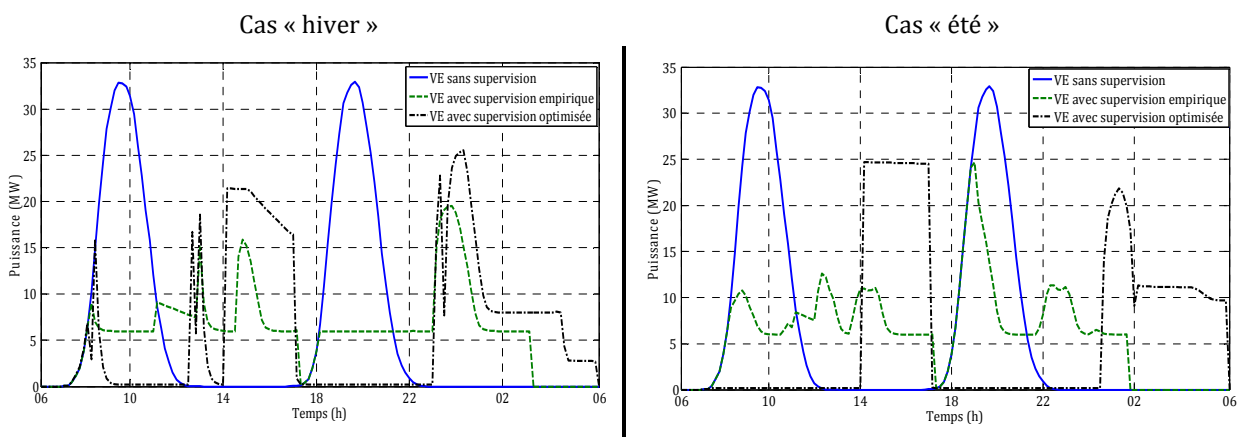 Cas « hiver »
35
30
25
20
15
10
5
0
Puissance (MW)
06
10
14
18
22
02
06
Temps (h)
VE sans supervision
VE avec supervision empirique
VE avec supervision optimisée
Cas « été »
35
30
25
20
15
10
5
0
Puissance (MW)
06
10
14
18
22
02
06
Temps (h)
VE sans supervision
VE avec supervision empirique
VE avec supervision optimisée